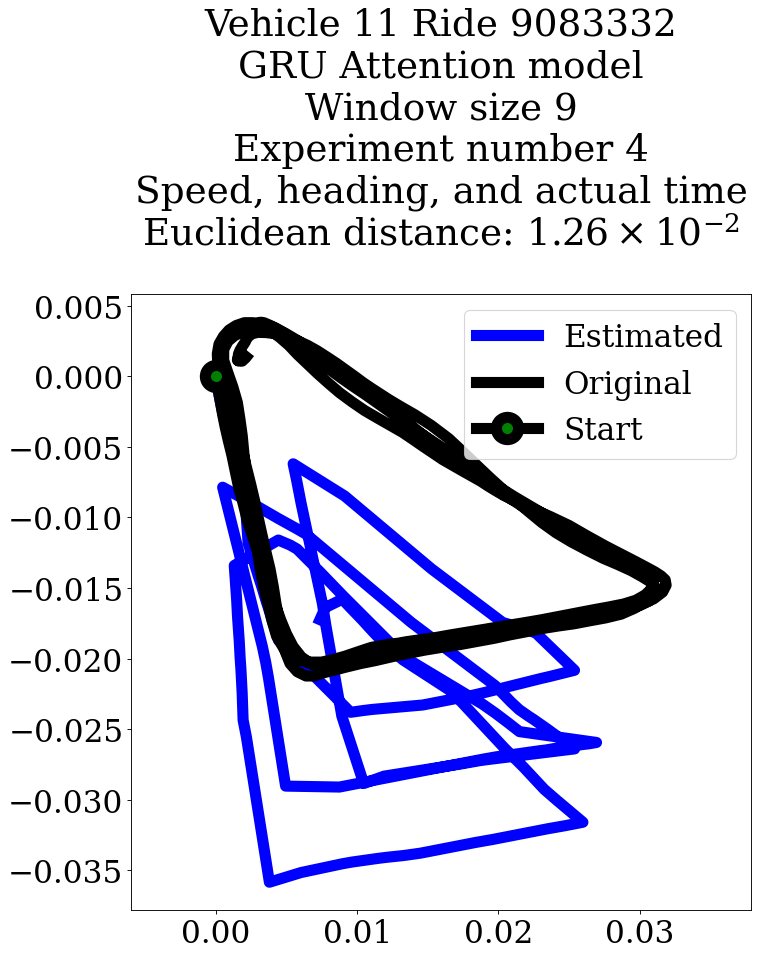 Vehicle 11 Ride 9083332
GRU Attention model
Window size 9
Experiment number 4
Speed, heading, and actual time
Euclidean distance: 1.26 × 10⁻²
Estimated
Original
Start
0.005
0.000
−0.005
−0.010
−0.015
−0.020
−0.025
−0.030
−0.035
0.00 0.01 0.02 0.03